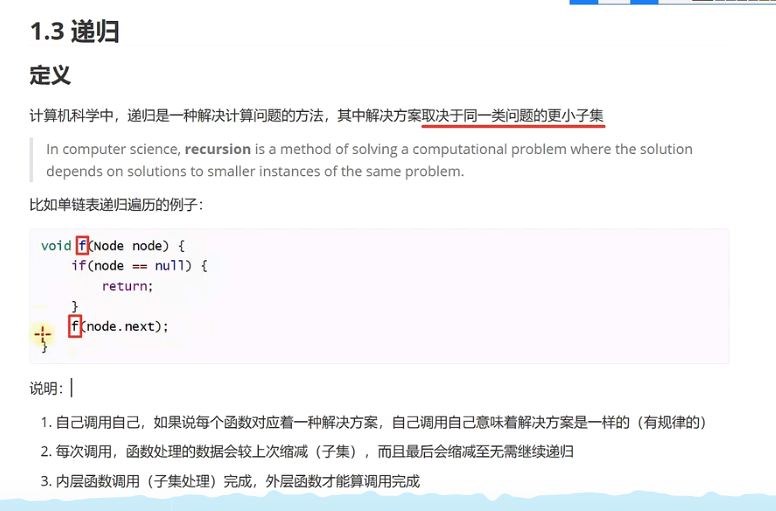 1.3 递归
定义
计算机科学中，递归是一种解决计算问题的方法，其中解决方案取决于同一类问题的更小子集
In computer science, recursion is a method of solving a computational problem where the solution
depends on solutions to smaller instances of the same problem.
比如单链表递归遍历的例子：
void f(Node node) {
if(node == null) {
return;
}
f(node.next);
}
说明：
1. 自己调用自己，如果说每个函数对应着一种解决方案，自己调用自己意味着解决方案是一样的（有规律的）
2. 每次调用，函数处理的数据会较上次缩减（子集），而且最后会缩减至无需继续递归
3. 内层函数调用（子集处理）完成，外层函数才能算调用完成